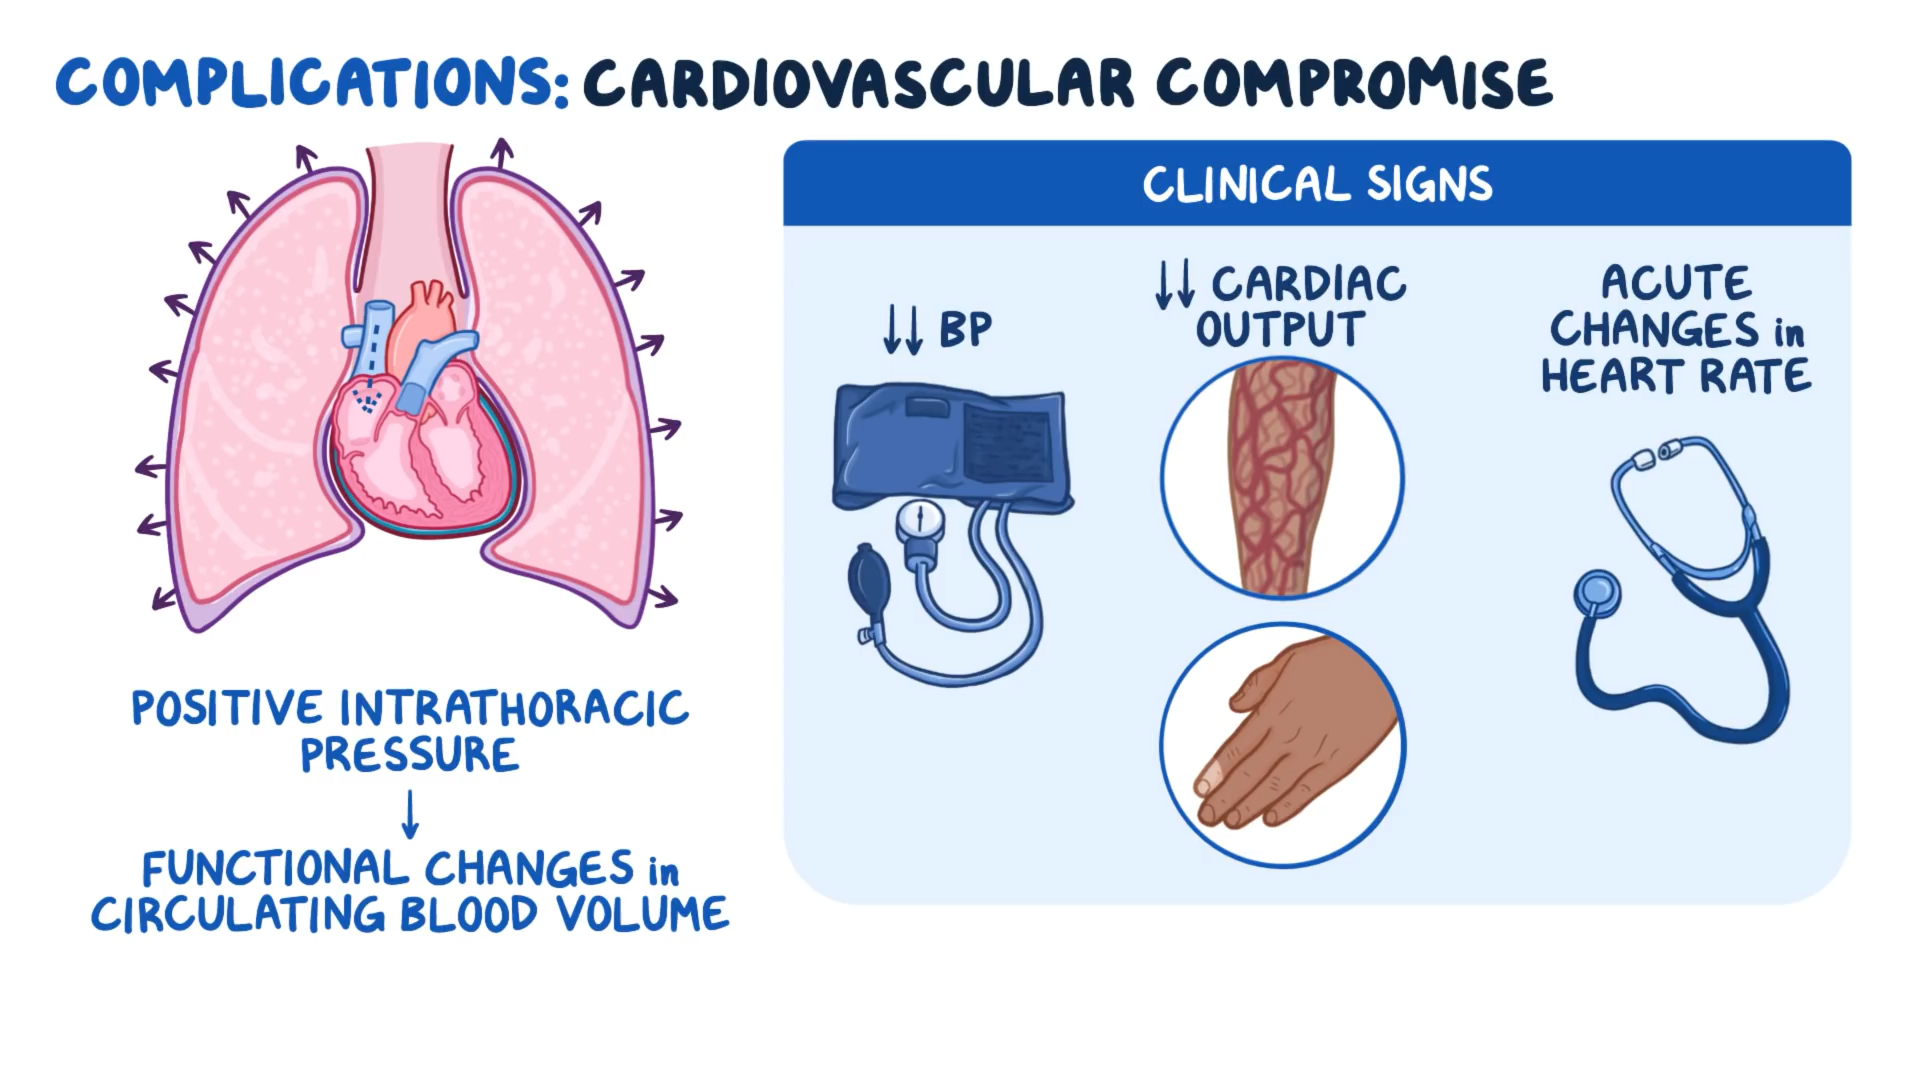 COMPLICATIONS: CARDIOVASCULAR COMPROMISE
POSITIVE INTRATHORACIC
PRESSURE
↓
FUNCTIONAL CHANGES in
CIRCULATING BLOOD VOLUME
CLINICAL SIGNS
↓↓ BP
↓↓ CARDIAC
OUTPUT
ACUTE
CHANGES in
HEART RATE